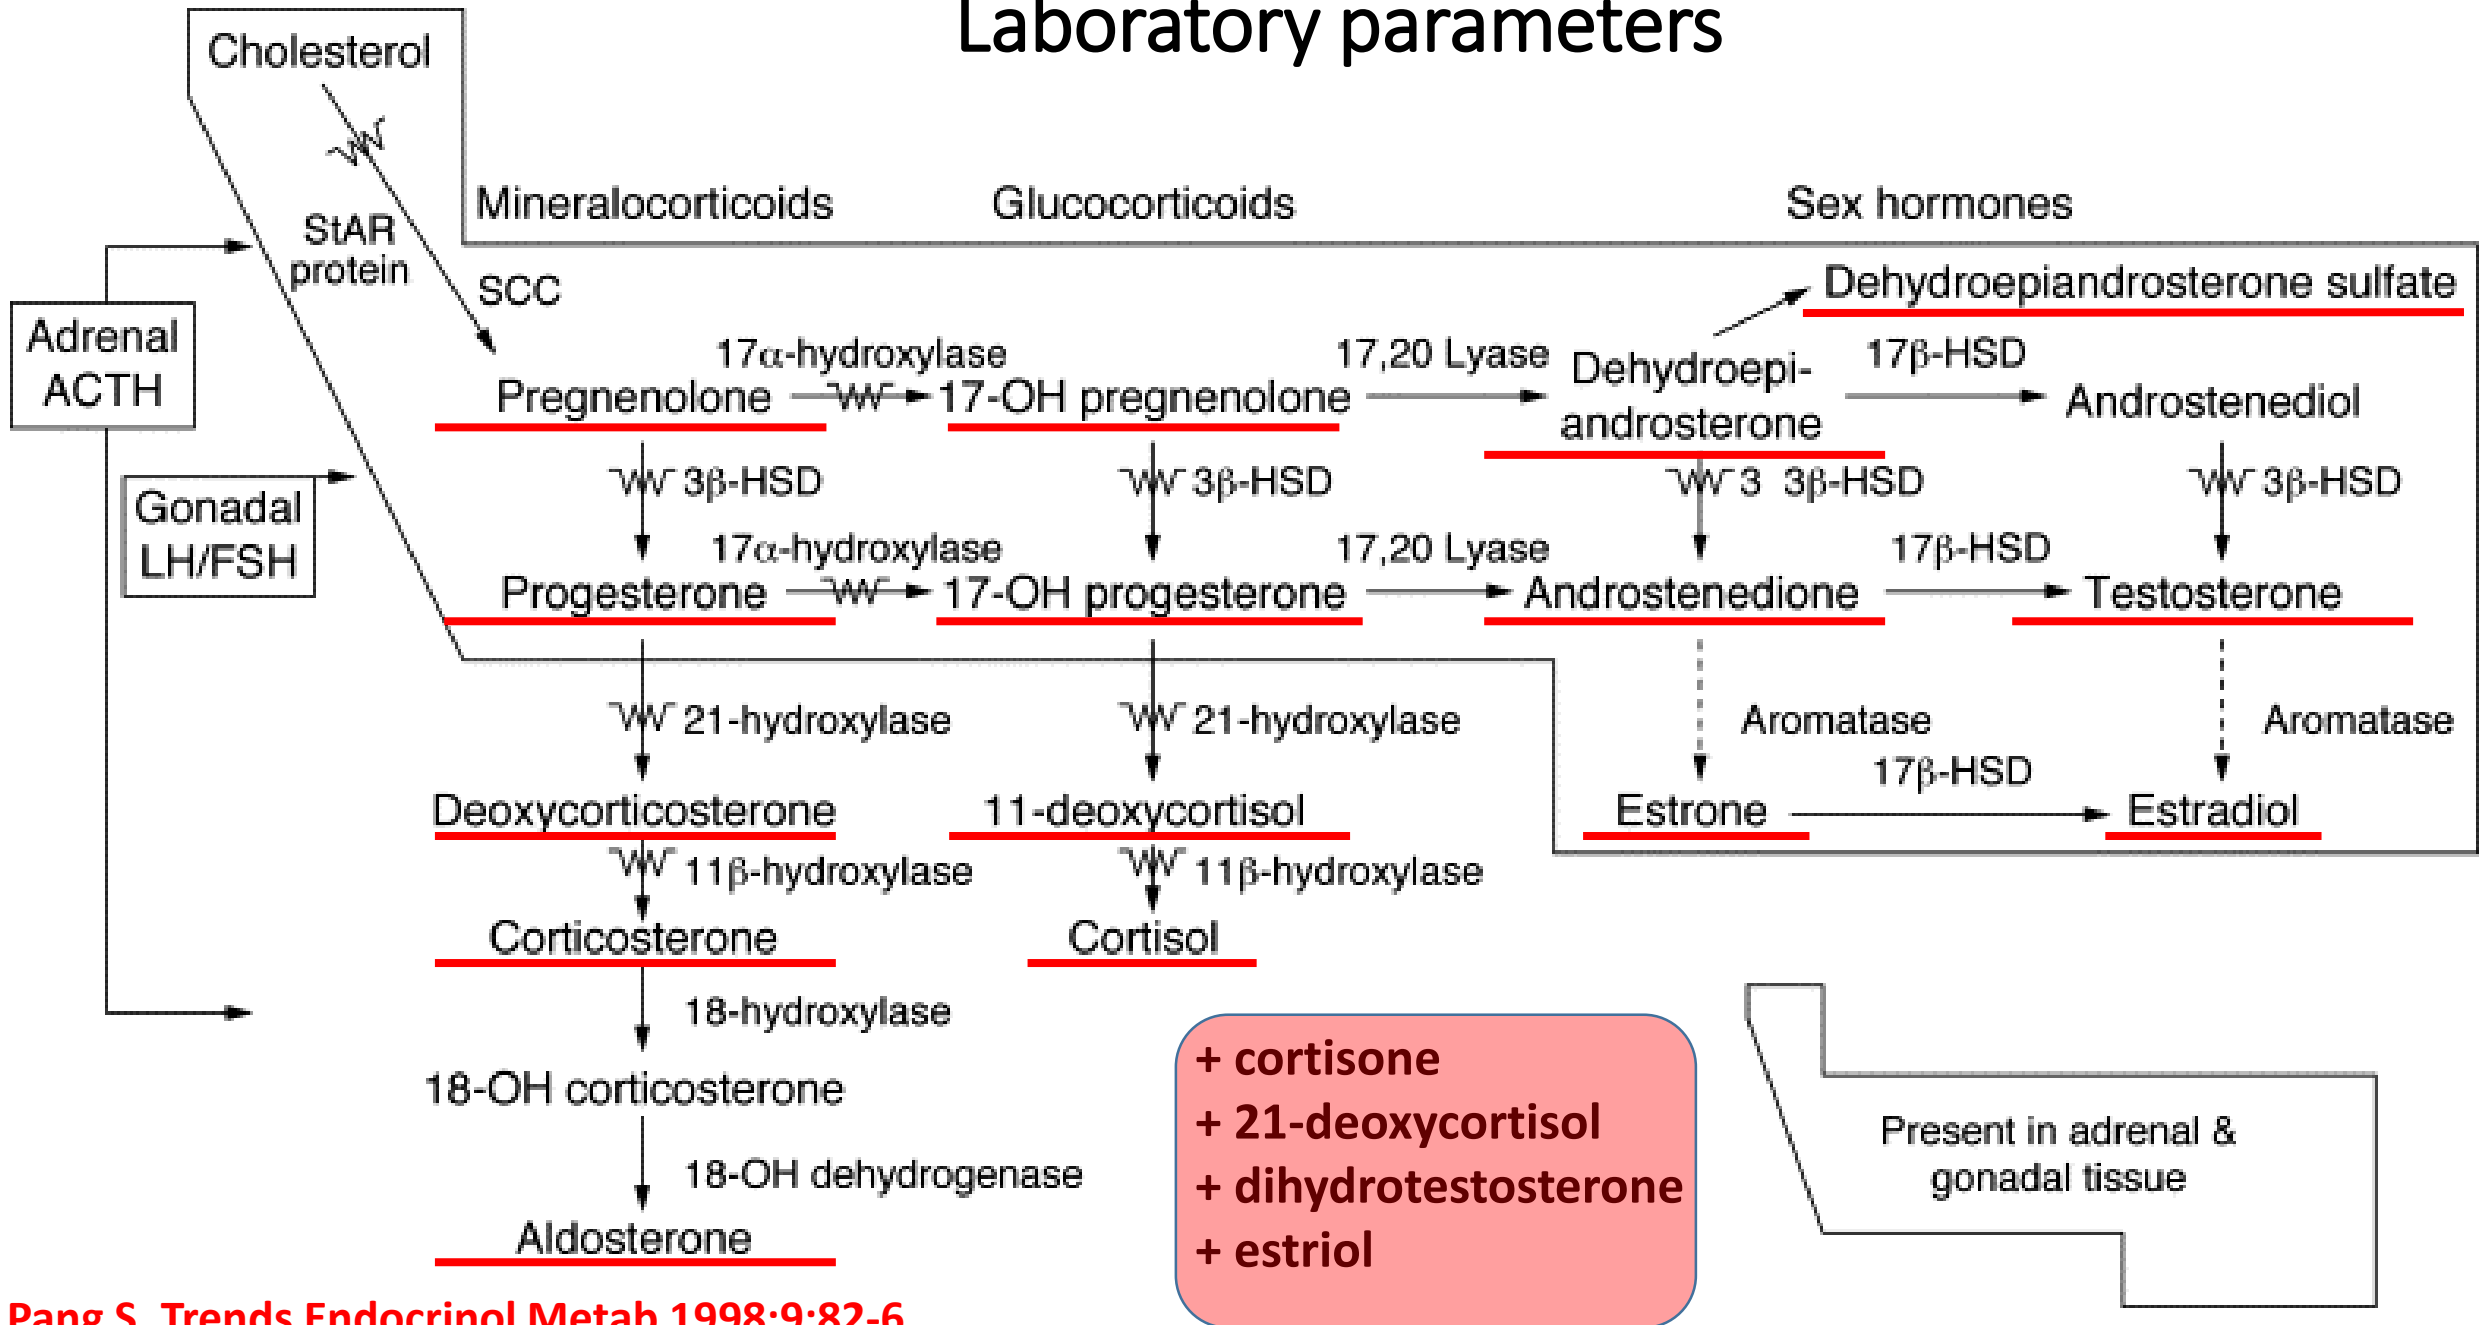 Laboratory parameters
Cholesterol
Mineralocorticoids
Glucocorticoids
Sex hormones
StAR
protein
SCC
Adrenal
ACTH
Gonadal
LH/FSH
Dehydroepiandrosterone sulfate
17α-hydroxylase
17,20 Lyase
17β-HSD
Pregnenolone
17-OH pregnenolone
Dehydroepi-
androsterone
Androstenediol
3β-HSD
3β-HSD
3 3β-HSD
3β-HSD
17α-hydroxylase
17,20 Lyase
17β-HSD
Progesterone
17-OH progesterone
Androstenedione
Testosterone
21-hydroxylase
21-hydroxylase
Aromatase
Aromatase
17β-HSD
Deoxycorticosterone
11-deoxycortisol
Estrone
Estradiol
11β-hydroxylase
11β-hydroxylase
Corticosterone
Cortisol
18-hydroxylase
18-OH corticosterone
18-OH dehydrogenase
Aldosterone
+ cortisone
+ 21-deoxycortisol
+ dihydrotestosterone
+ estriol
Present in adrenal &
gonadal tissue
Pang S. Trends Endocrinol Metab 1998;9:82-6